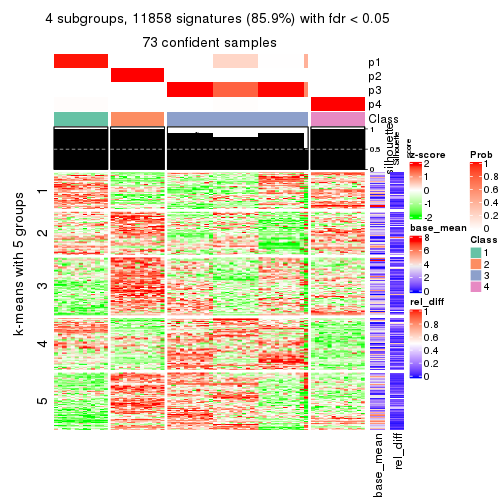 4 subgroups, 11858 signatures (85.9%) with fdr < 0.05
73 confident samples
p1
p2
p3
p4
Class
1
0.5
0
silhouette
Silhouette
score
k-means with 5 groups
1
2
3
4
5
base_mean
rel_diff
z-score
2
1
0
-1
-2
base_mean
8
6
4
2
0
rel_diff
1
0.8
0.6
0.4
0.2
0
Prob
1
0.8
0.6
0.4
0.2
0
Class
1
2
3
4